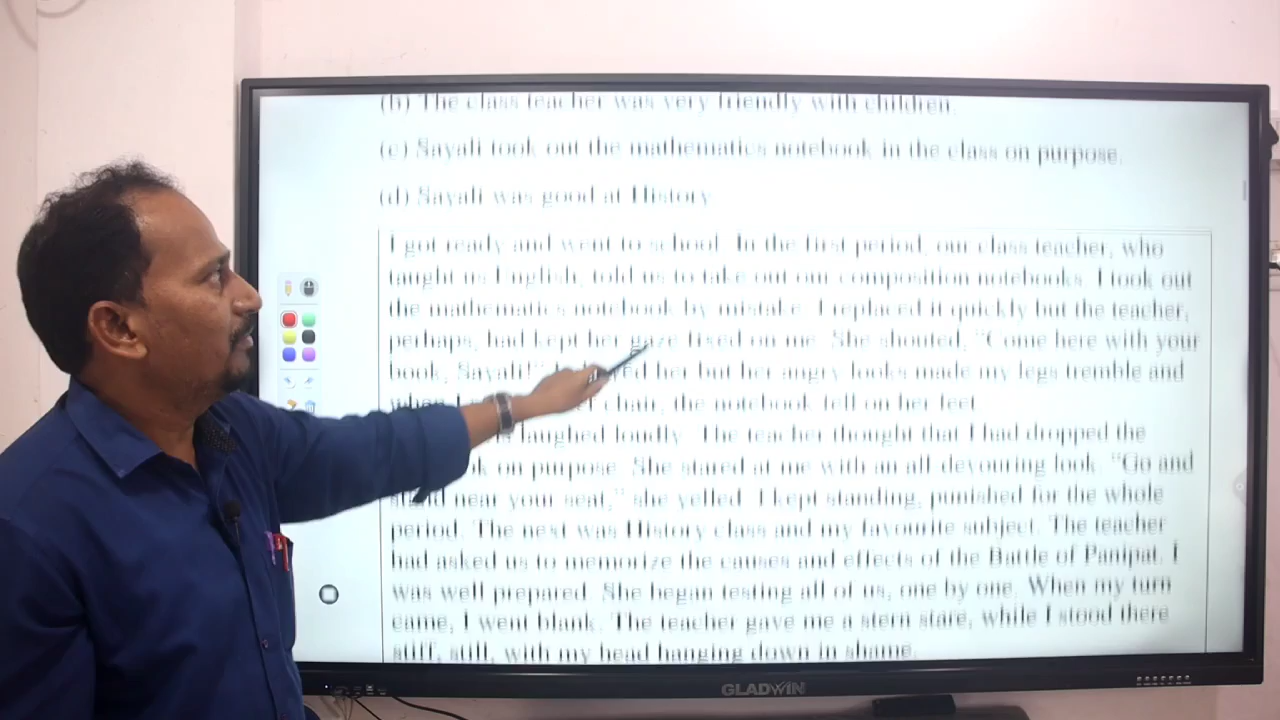 (b) The class teacher was very friendly with children.
(c) Sayali took out the mathematics notebook in the class on purpose.
(d) Sayali was good at History
I got ready and went to school. In the first period, our class teacher, who
taught us English, told us to take out our composition notebooks. I took out
the mathematics notebook by mistake. I replaced it quickly but the teacher,
perhaps, had kept her gaze fixed on me. She shouted, "Come here with your
book, Sayali!" her but her angry looks made my legs tremble and
when I chair, the notebook fell on her feet
laughed loudly. The teacher thought that I had dropped the
on purpose. She stared at me with an all devouring look. "Go and
near your seat," she yelled. I kept standing, punished for the whole
period. The next was History class and my favourite subject. The teacher
had asked us to memorize the causes and effects of the Battle of Panipat. I
was well prepared. She began testing all of us, one by one. When my turn
came, I went blank. The teacher gave me a stern stare, while I stood there
stiff, still, with my head hanging down in shame.
GLADWIN